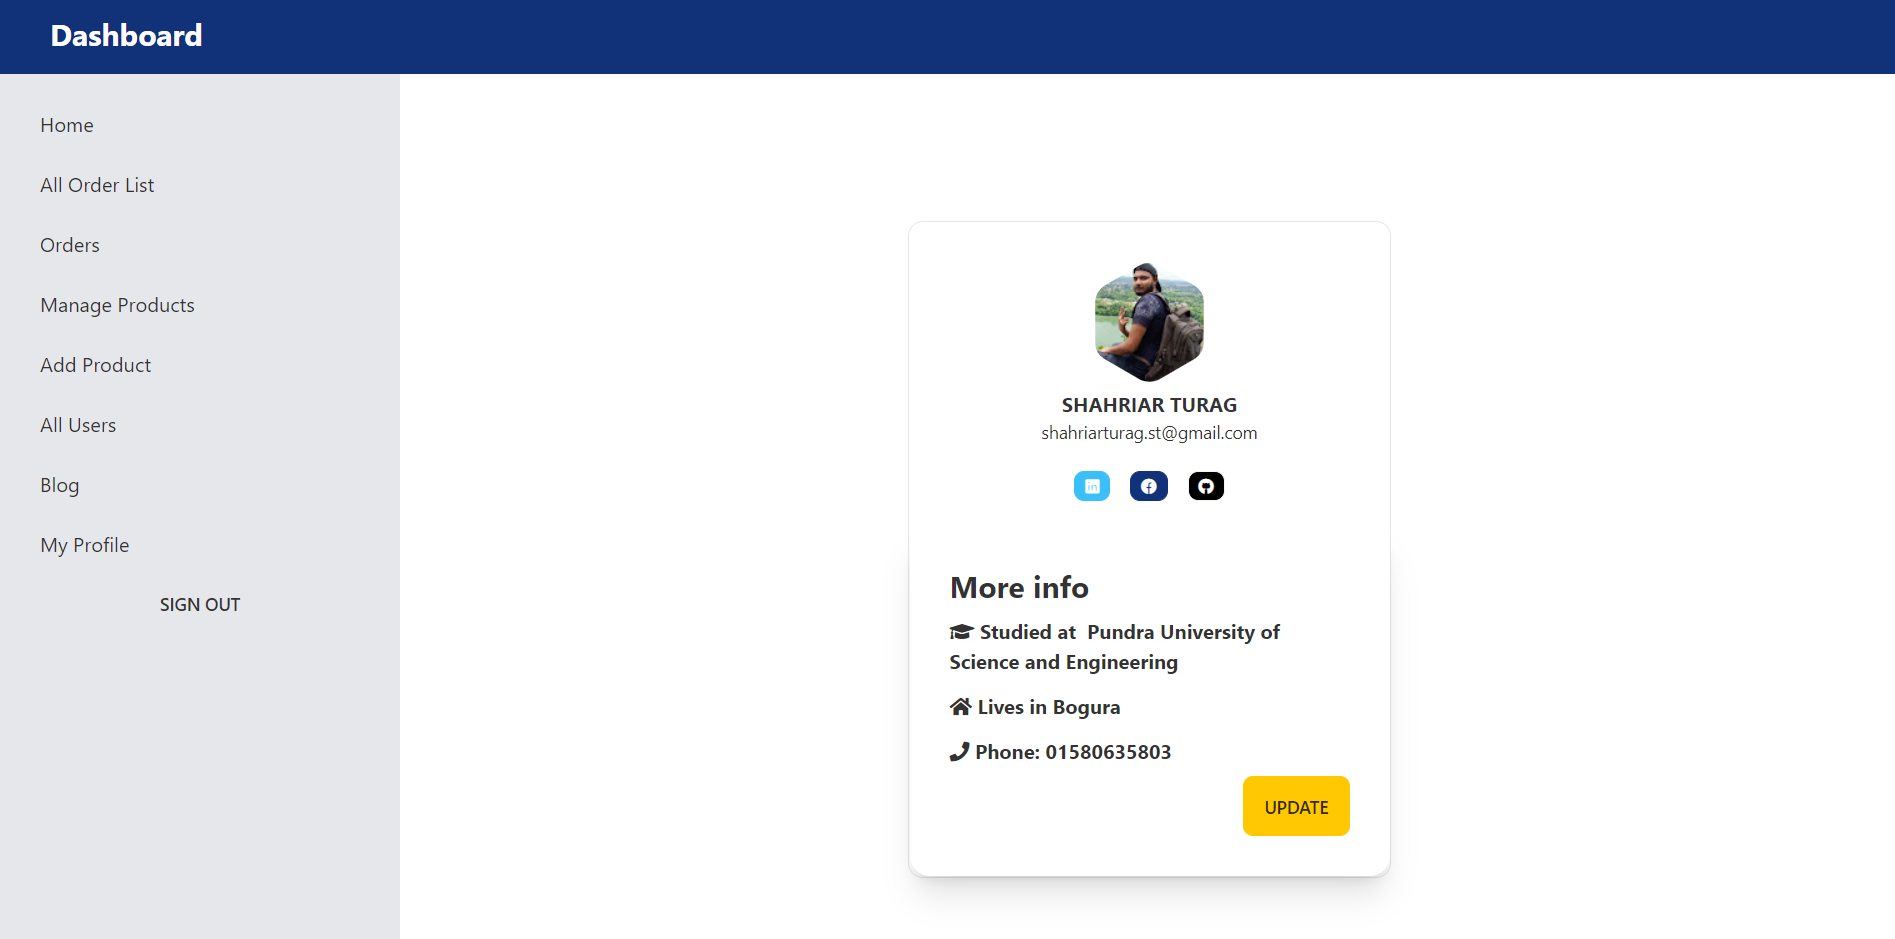 Dashboard
Home
All Order List
Orders
Manage Products
Add Product
All Users
Blog
My Profile
SIGN OUT
SHAHRIAR TURAG
shahriarturag.st@gmail.com
in
More info
Studied at Pundra University of
Science and Engineering
Lives in Bogura
Phone: 01580635803
UPDATE